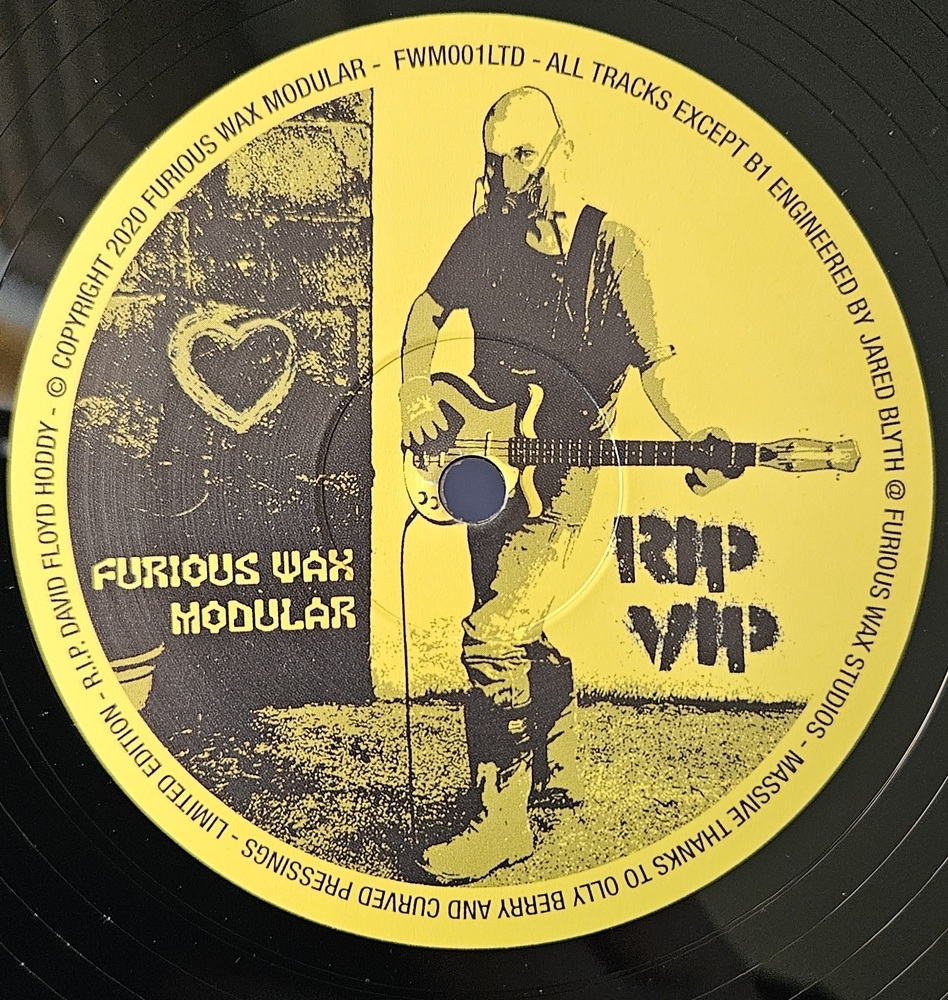 FWM001LTD - ALL TRACKS EXCEPT B1 ENGINEERED BY JARED BLYTH @ FURIOUS WAX STUDIOS - MASSIVE THANKS TO OLLY BERRY AND CURVED PRESSINGS - LIMITED EDITION - R.I.P. DAVID FLOYD HODDY - © COPYRIGHT 2020 FURIOUS WAX MODULAR -
FURIOUS WAX
MODULAR
RIP
VIP